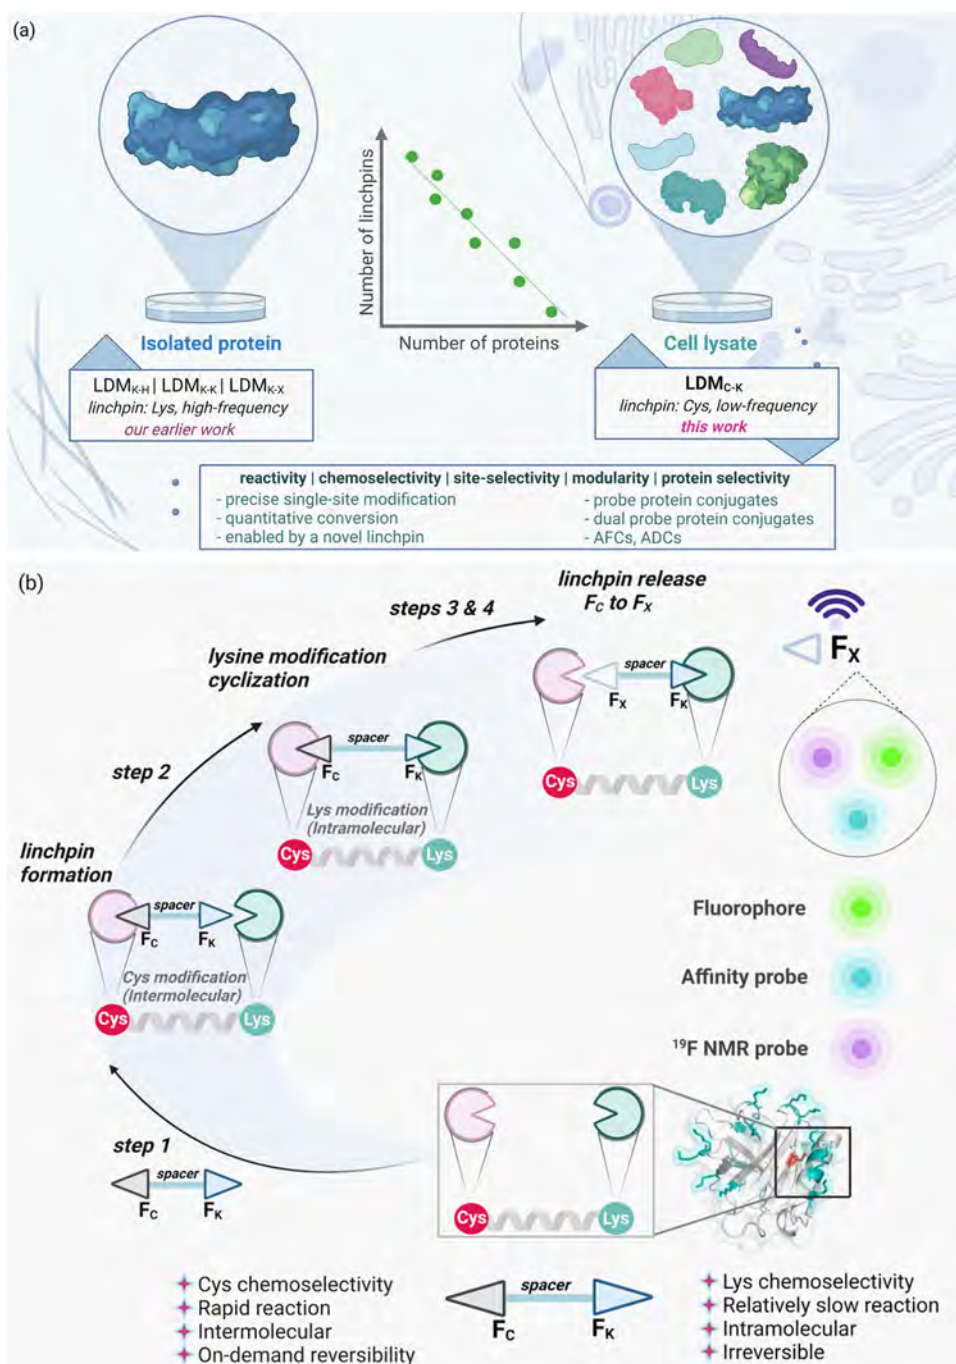 (a)
Number of linchpins
Number of proteins
Isolated protein
Cell lysate
LDMK-H | LDMK-K | LDMK-X
linchpin: Lys, high-frequency
our earlier work
LDMC-K
linchpin: Cys, low-frequency
this work
reactivity | chemoselectivity | site-selectivity | modularity | protein selectivity
- precise single-site modification
- quantitative conversion
- enabled by a novel linchpin
- probe protein conjugates
- dual probe protein conjugates
- AFCs, ADCs
(b)
linchpin release
FC to FX
steps 3 & 4
lysine modification
cyclization
spacer
FX
FK
Cys
Lys
FX
step 2
spacer
FC
FK
Lys modification
(Intramolecular)
Cys
Lys
linchpin
formation
spacer
FC
FK
Cys modification
(Intermolecular)
Cys
Lys
Fluorophore
Affinity probe
19F NMR probe
step 1
spacer
FC
FK
Cys
Lys
Cys chemoselectivity
Rapid reaction
Intermolecular
On-demand reversibility
spacer
FC
FK
Lys chemoselectivity
Relatively slow reaction
Intramolecular
Irreversible